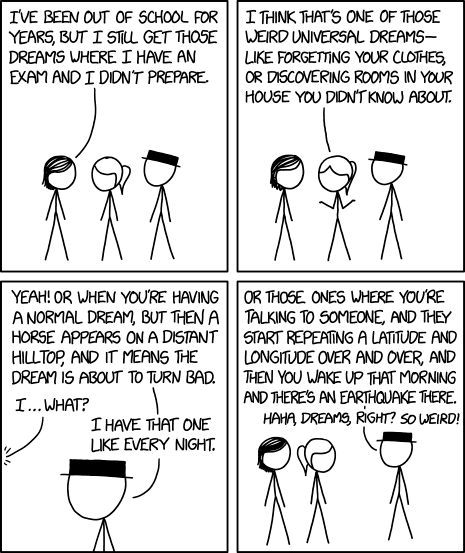 I'VE BEEN OUT OF SCHOOL FOR
YEARS, BUT I STILL GET THOSE
DREAMS WHERE I HAVE AN
EXAM AND I DIDN'T PREPARE.
I THINK THAT'S ONE OF THOSE
WEIRD UNIVERSAL DREAMS—
LIKE FORGETTING YOUR CLOTHES,
OR DISCOVERING ROOMS IN YOUR
HOUSE YOU DIDN'T KNOW ABOUT.
YEAH! OR WHEN YOU'RE HAVING
A NORMAL DREAM, BUT THEN A
HORSE APPEARS ON A DISTANT
HILLTOP, AND IT MEANS THE
DREAM IS ABOUT TO TURN BAD.
I...WHAT?
I HAVE THAT ONE
LIKE EVERY NIGHT.
OR THOSE ONES WHERE YOU'RE
TALKING TO SOMEONE, AND THEY
START REPEATING A LATITUDE AND
LONGITUDE OVER AND OVER, AND
THEN YOU WAKE UP THAT MORNING
AND THERE'S AN EARTHQUAKE THERE.
HAHA, DREAMS, RIGHT? SO WEIRD!